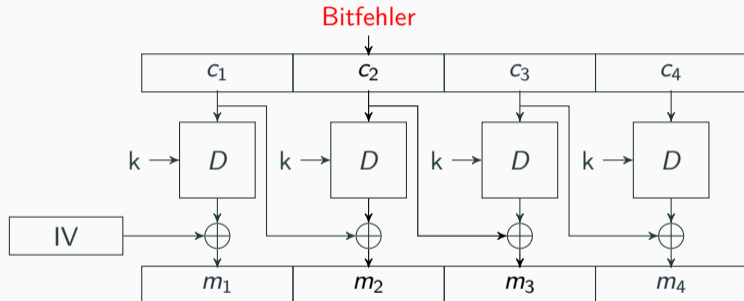 Bitfehler
c₁ c₂ c₃ c₄
k D k D k D k D
IV
m₁ m₂ m₃ m₄